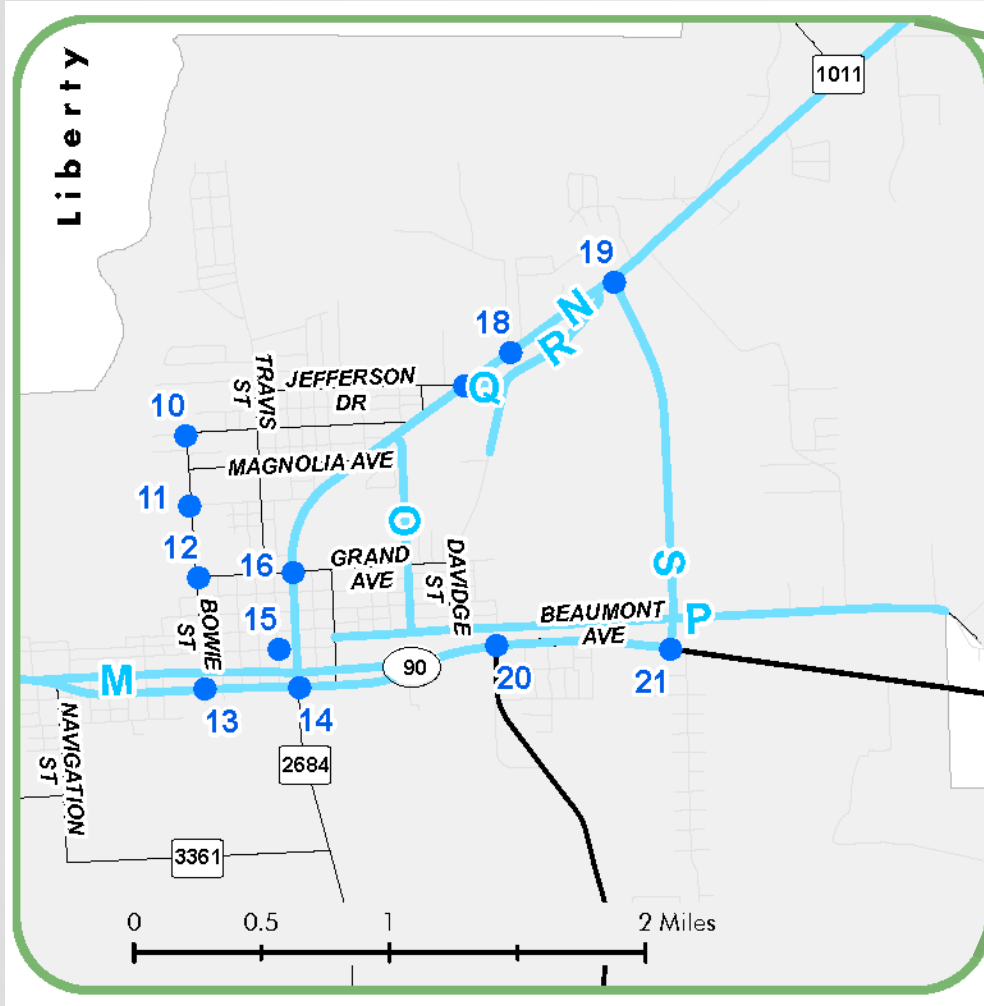 Liberty
1011
19
N
18
R
TRAVIS
ST
JEFFERSON
DR
Q
10
MAGNOLIA AVE
11
O
12
16
GRAND
AVE
DAVIDGE
ST
S
BOWIE
ST
15
BEAUMONT
AVE
P
M
90
20
21
13
14
NAVIGATION
ST
2684
3361
0 0.5 1 2 Miles